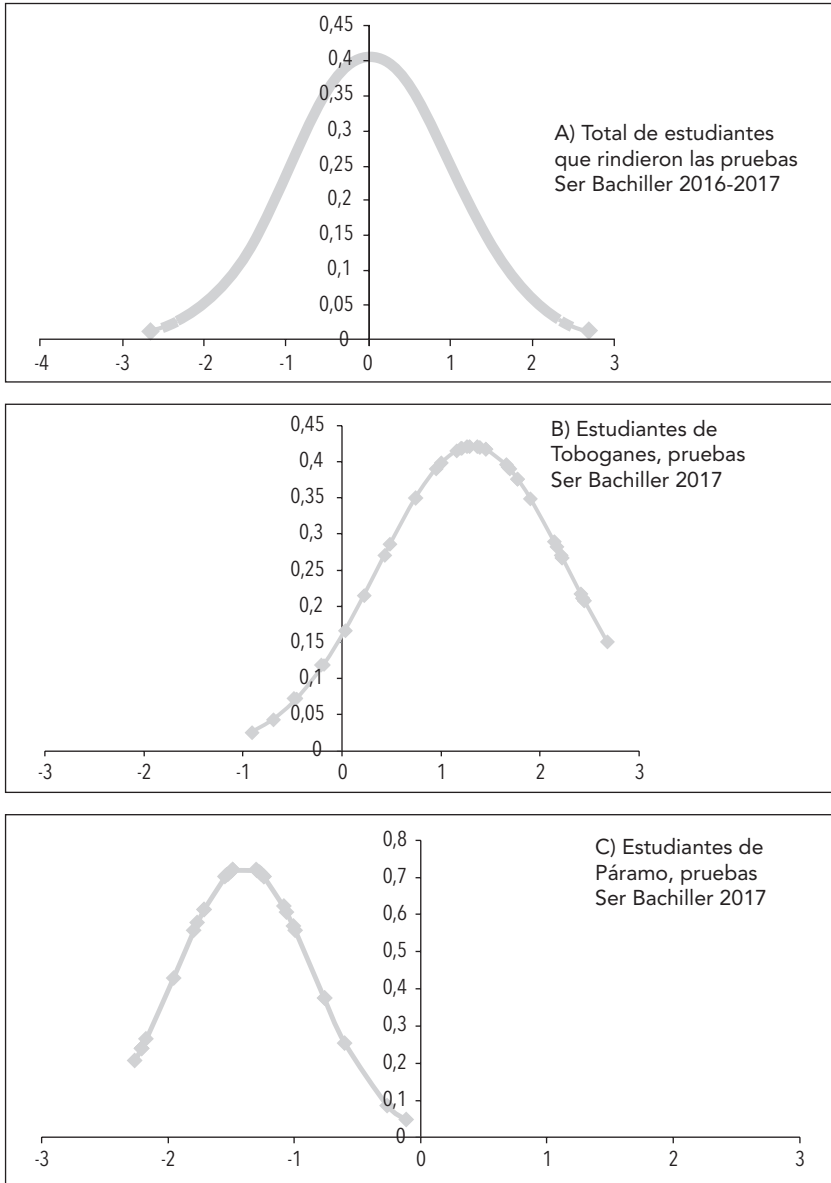 0,45
0,4
0,35
0,3
0,25
0,2
0,15
0,1
0,05
0
-4 -3 -2 -1 0 1 2 3
A) Total de estudiantes
que rindieron las pruebas
Ser Bachiller 2016-2017
0,45
0,4
0,35
0,3
0,25
0,2
0,15
0,1
0,05
0
-3 -2 -1 0 1 2 3
B) Estudiantes de
Toboganes, pruebas
Ser Bachiller 2017
0,8
0,7
0,6
0,5
0,4
0,3
0,2
0,1
0
-3 -2 -1 0 1 2 3
C) Estudiantes de
Páramo, pruebas
Ser Bachiller 2017